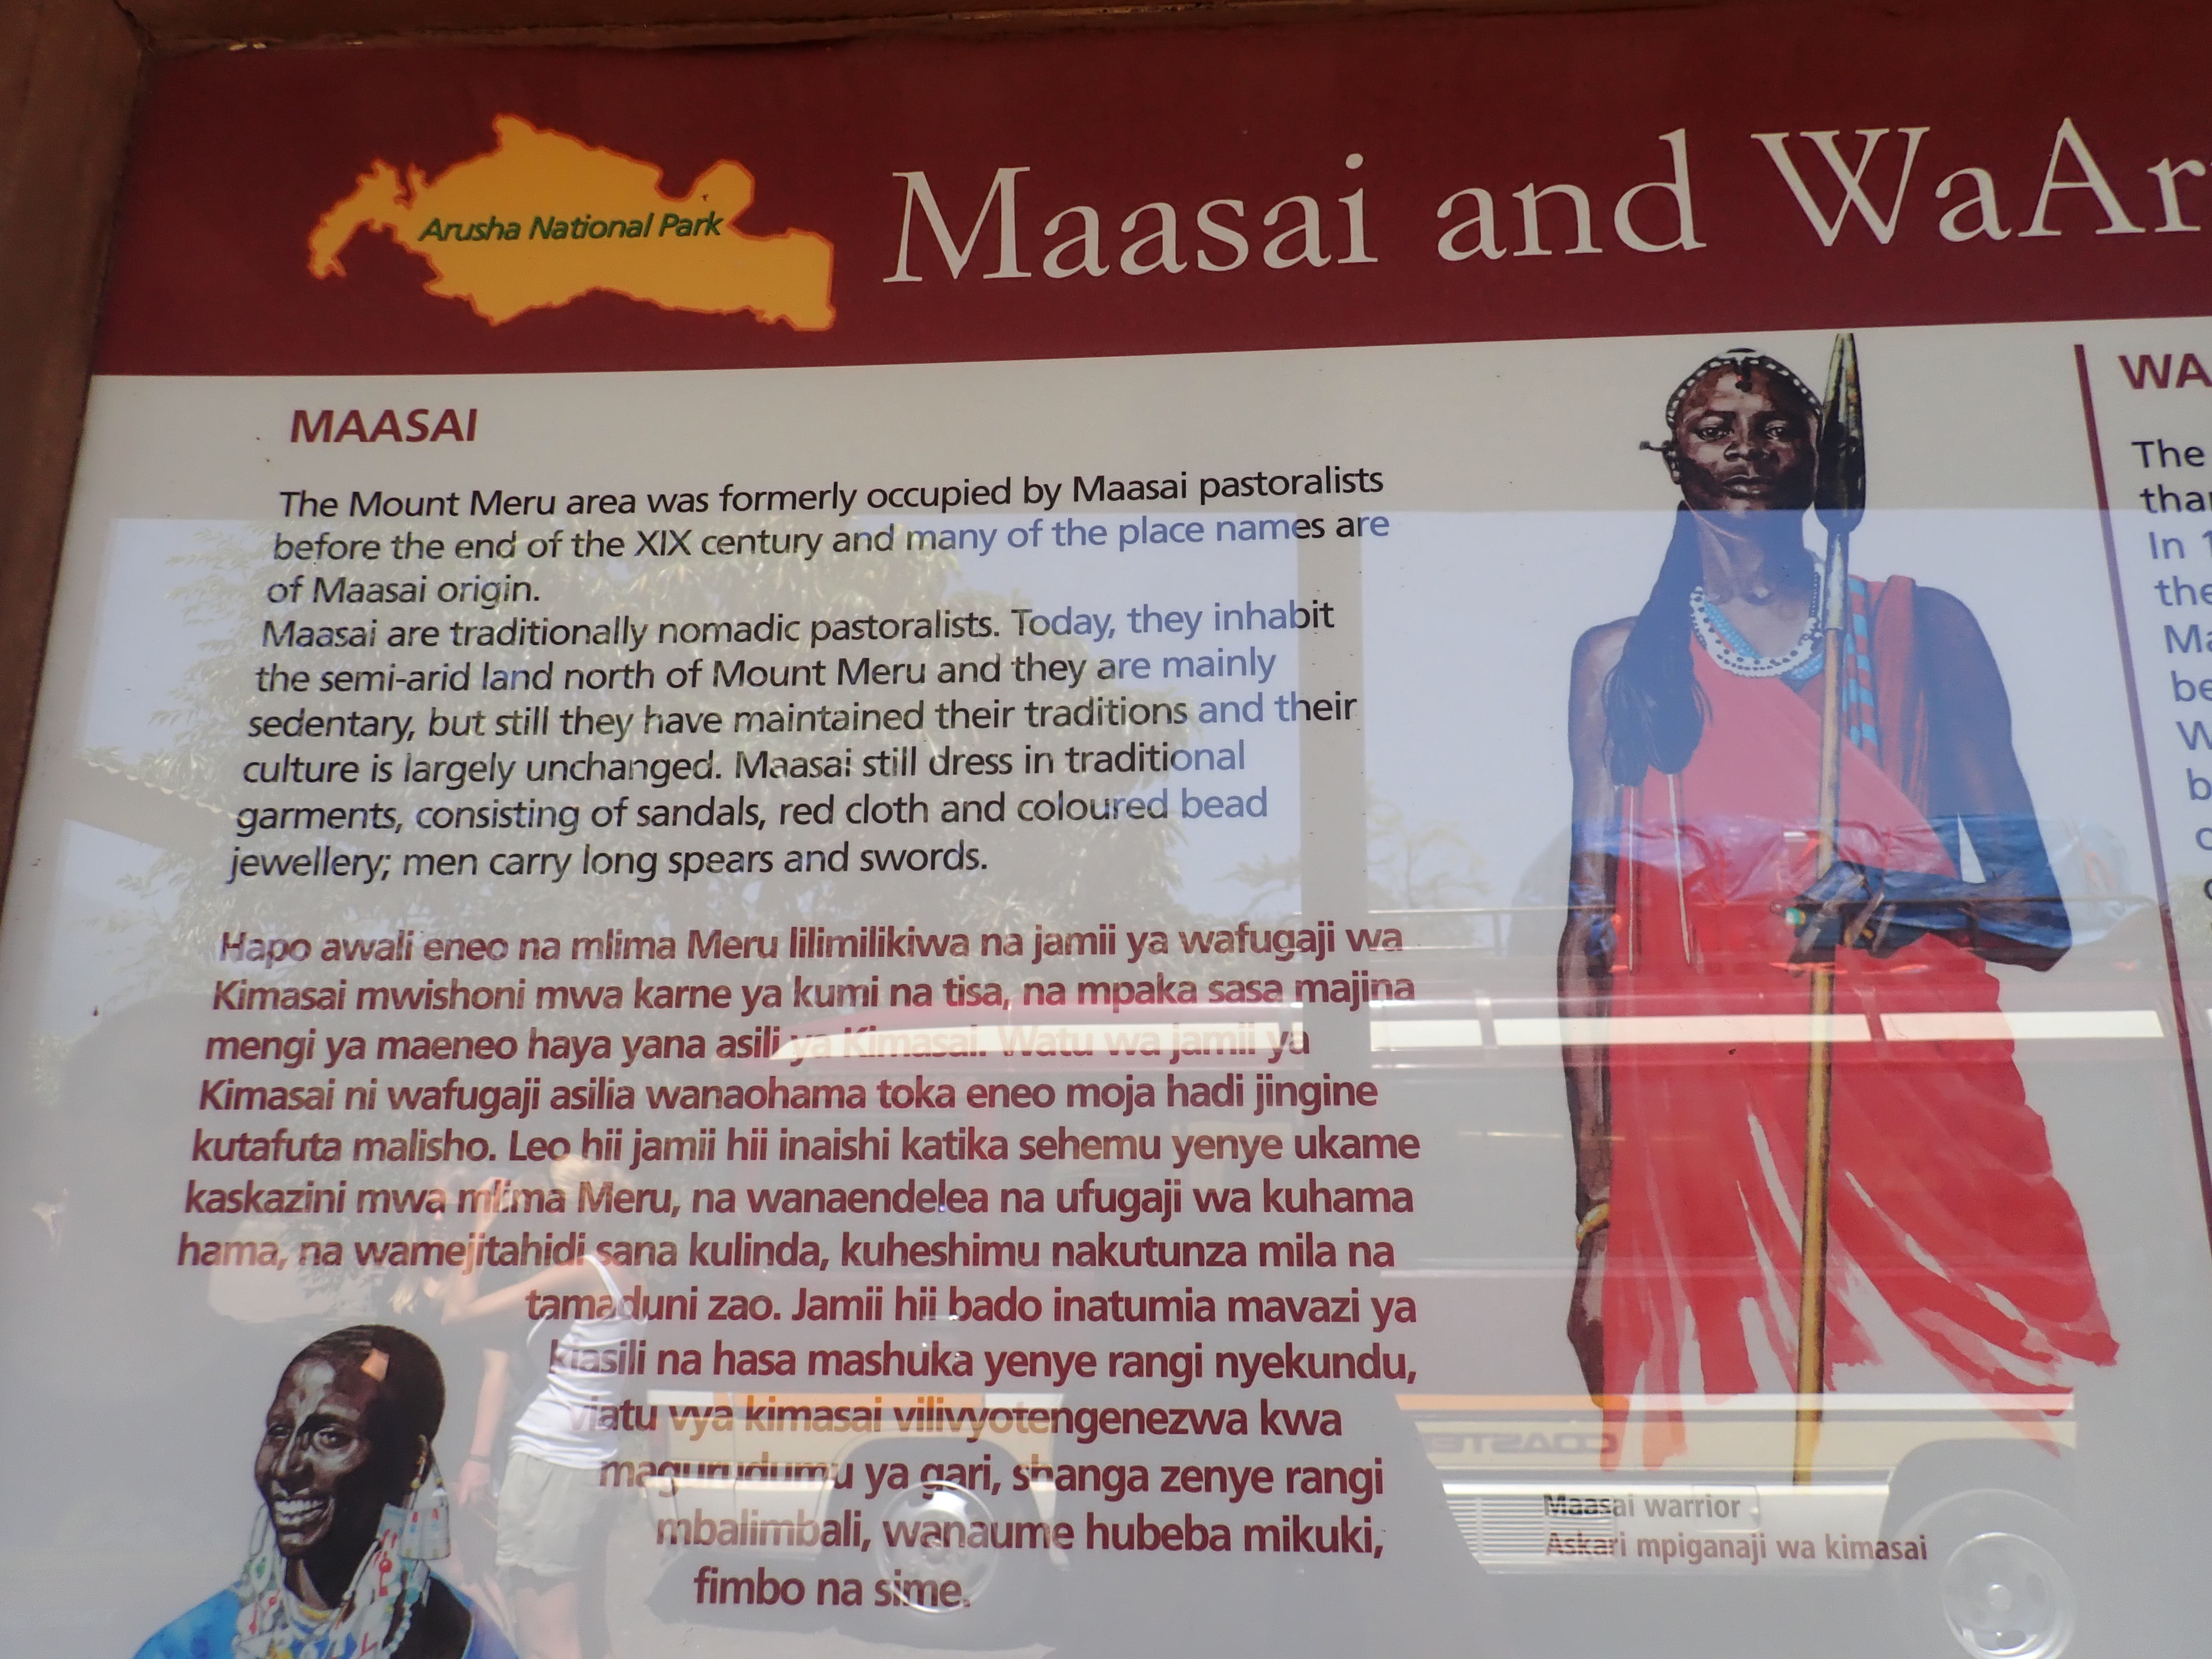 Arusha National Park
Maasai and WaAr
MAASAI
The Mount Meru area was formerly occupied by Maasai pastoralists
before the end of the XIX century and many of the place names are
of Maasai origin.
Maasai are traditionally nomadic pastoralists. Today, they inhabit
the semi-arid land north of Mount Meru and they are mainly
sedentary, but still they have maintained their traditions and their
culture is largely unchanged. Maasai still dress in traditional
garments, consisting of sandals, red cloth and coloured bead
jewellery; men carry long spears and swords.
Hapo awali eneo na mlima Meru lilimilikiwa na jamii ya wafugaji wa
Kimasai mwishoni mwa karne ya kumi na tisa, na mpaka sasa majina
mengi ya maeneo haya yana asili ya Kimasai. Watu wa jamii ya
Kimasai ni wafugaji asilia wanaohama toka eneo moja hadi jingine
kutafuta malisho. Leo hii jamii hii inaishi katika sehemu yenye ukame
kaskazini mwa mlima Meru, na wanaendelea na ufugaji wa kuhama
hama, na wamejitahidi sana kulinda, kuheshimu nakutunza mila na
tamaduni zao. Jamii hii bado inatumia mavazi ya
kiasili na hasa mashuka yenye rangi nyekundu,
viatu vya kimasai vilivyotengenezwa kwa
magurudumu ya gari, shanga zenye rangi
mbalimbali, wanaume hubeba mikuki,
fimbo na sime.
Maasai warrior
Askari mpiganaji wa kimasai
WA
The
tha
In 1
the
Ma
be
W
b
COASTER